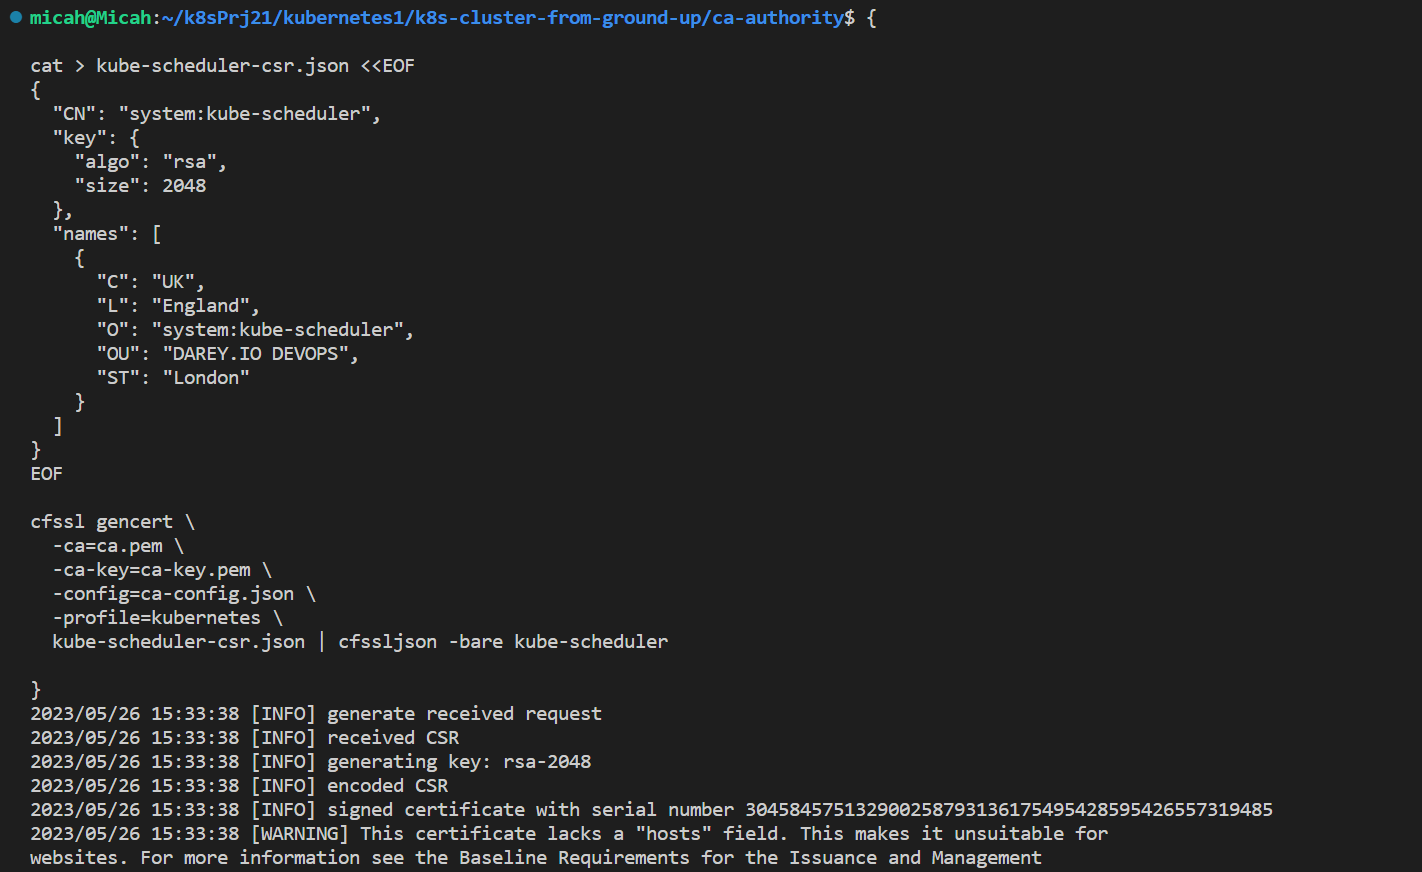 micah@Micah:~/k8sPrj21/kubernetes1/k8s-cluster-from-ground-up/ca-authority$ {
cat > kube-scheduler-csr.json <<EOF
{
  "CN": "system:kube-scheduler",
  "key": {
    "algo": "rsa",
    "size": 2048
  },
  "names": [
    {
      "C": "UK",
      "L": "England",
      "O": "system:kube-scheduler",
      "OU": "DAREY.IO DEVOPS",
      "ST": "London"
    }
  ]
}
EOF
cfssl gencert \
  -ca=ca.pem \
  -ca-key=ca-key.pem \
  -config=ca-config.json \
  -profile=kubernetes \
  kube-scheduler-csr.json | cfssljson -bare kube-scheduler
}
2023/05/26 15:33:38 [INFO] generate received request
2023/05/26 15:33:38 [INFO] received CSR
2023/05/26 15:33:38 [INFO] generating key: rsa-2048
2023/05/26 15:33:38 [INFO] encoded CSR
2023/05/26 15:33:38 [INFO] signed certificate with serial number 304584575132900258793136175495428595426557319485
2023/05/26 15:33:38 [WARNING] This certificate lacks a "hosts" field. This makes it unsuitable for
websites. For more information see the Baseline Requirements for the Issuance and Management